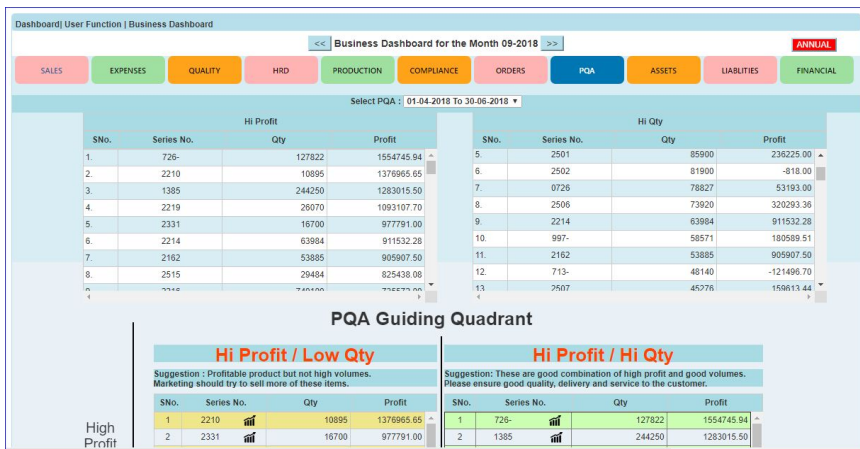 Dashboard| User Function | Business Dashboard
<< Business Dashboard for the Month 09-2018 >>
ANNUAL
SALES EXPENSES QUALITY HRD PRODUCTION COMPLIANCE ORDERS PQA ASSETS LIABLITIES FINANCIAL
Select PQA : 01-04-2018 To 30-06-2018
Hi Profit
SNo. Series No. Qty Profit
1. 726- 127822 1554745.94
2. 2210 10895 1376965.65
3. 1385 244250 1283015.50
4. 2219 26070 1093107.70
5. 2331 16700 977791.00
6. 2214 63984 911532.28
7. 2162 53885 905907.50
8. 2515 29484 825438.08
Hi Qty
SNo. Series No. Qty Profit
5. 2501 85900 236225.00
6. 2502 81900 -818.00
7. 0726 78827 53193.00
8. 2506 73920 320293.36
9. 2214 63984 911532.28
10. 997- 58571 180589.51
11. 2162 53885 905907.50
12. 713- 48140 -121496.70
13 2507 45276 159613.44
PQA Guiding Quadrant
High
Profit
Hi Profit / Low Qty
Suggestion : Profitable product but not high volumes.
Marketing should try to sell more of these items.
SNo. Series No. Qty Profit
1 2210 10895 1376965.65
2 2331 16700 977791.00
Hi Profit / Hi Qty
Suggestion: These are good combination of high profit and good volumes.
Please ensure good quality, delivery and service to the customer.
SNo. Series No. Qty Profit
1 726- 127822 1554745.94
2 1385 244250 1283015.50